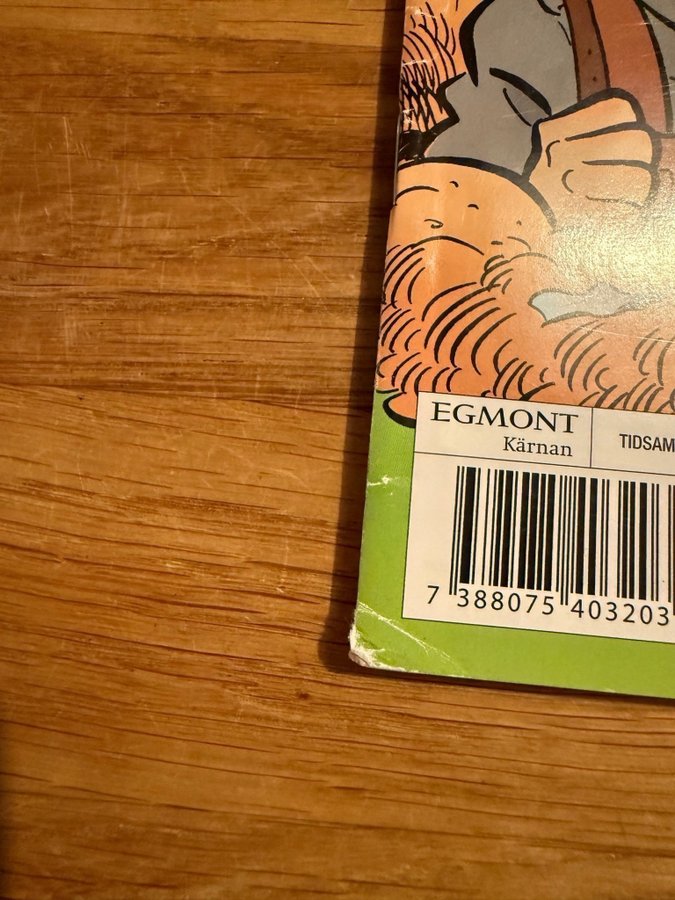 EGMONT
Kärnan
TIDSAM
7 388075 403203